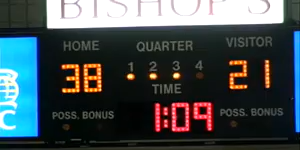 BISHOP'S
HOME QUARTER VISITOR
38 1 2 3 4 21
TIME
POSS. BONUS 1:09 POSS. BONUS
C